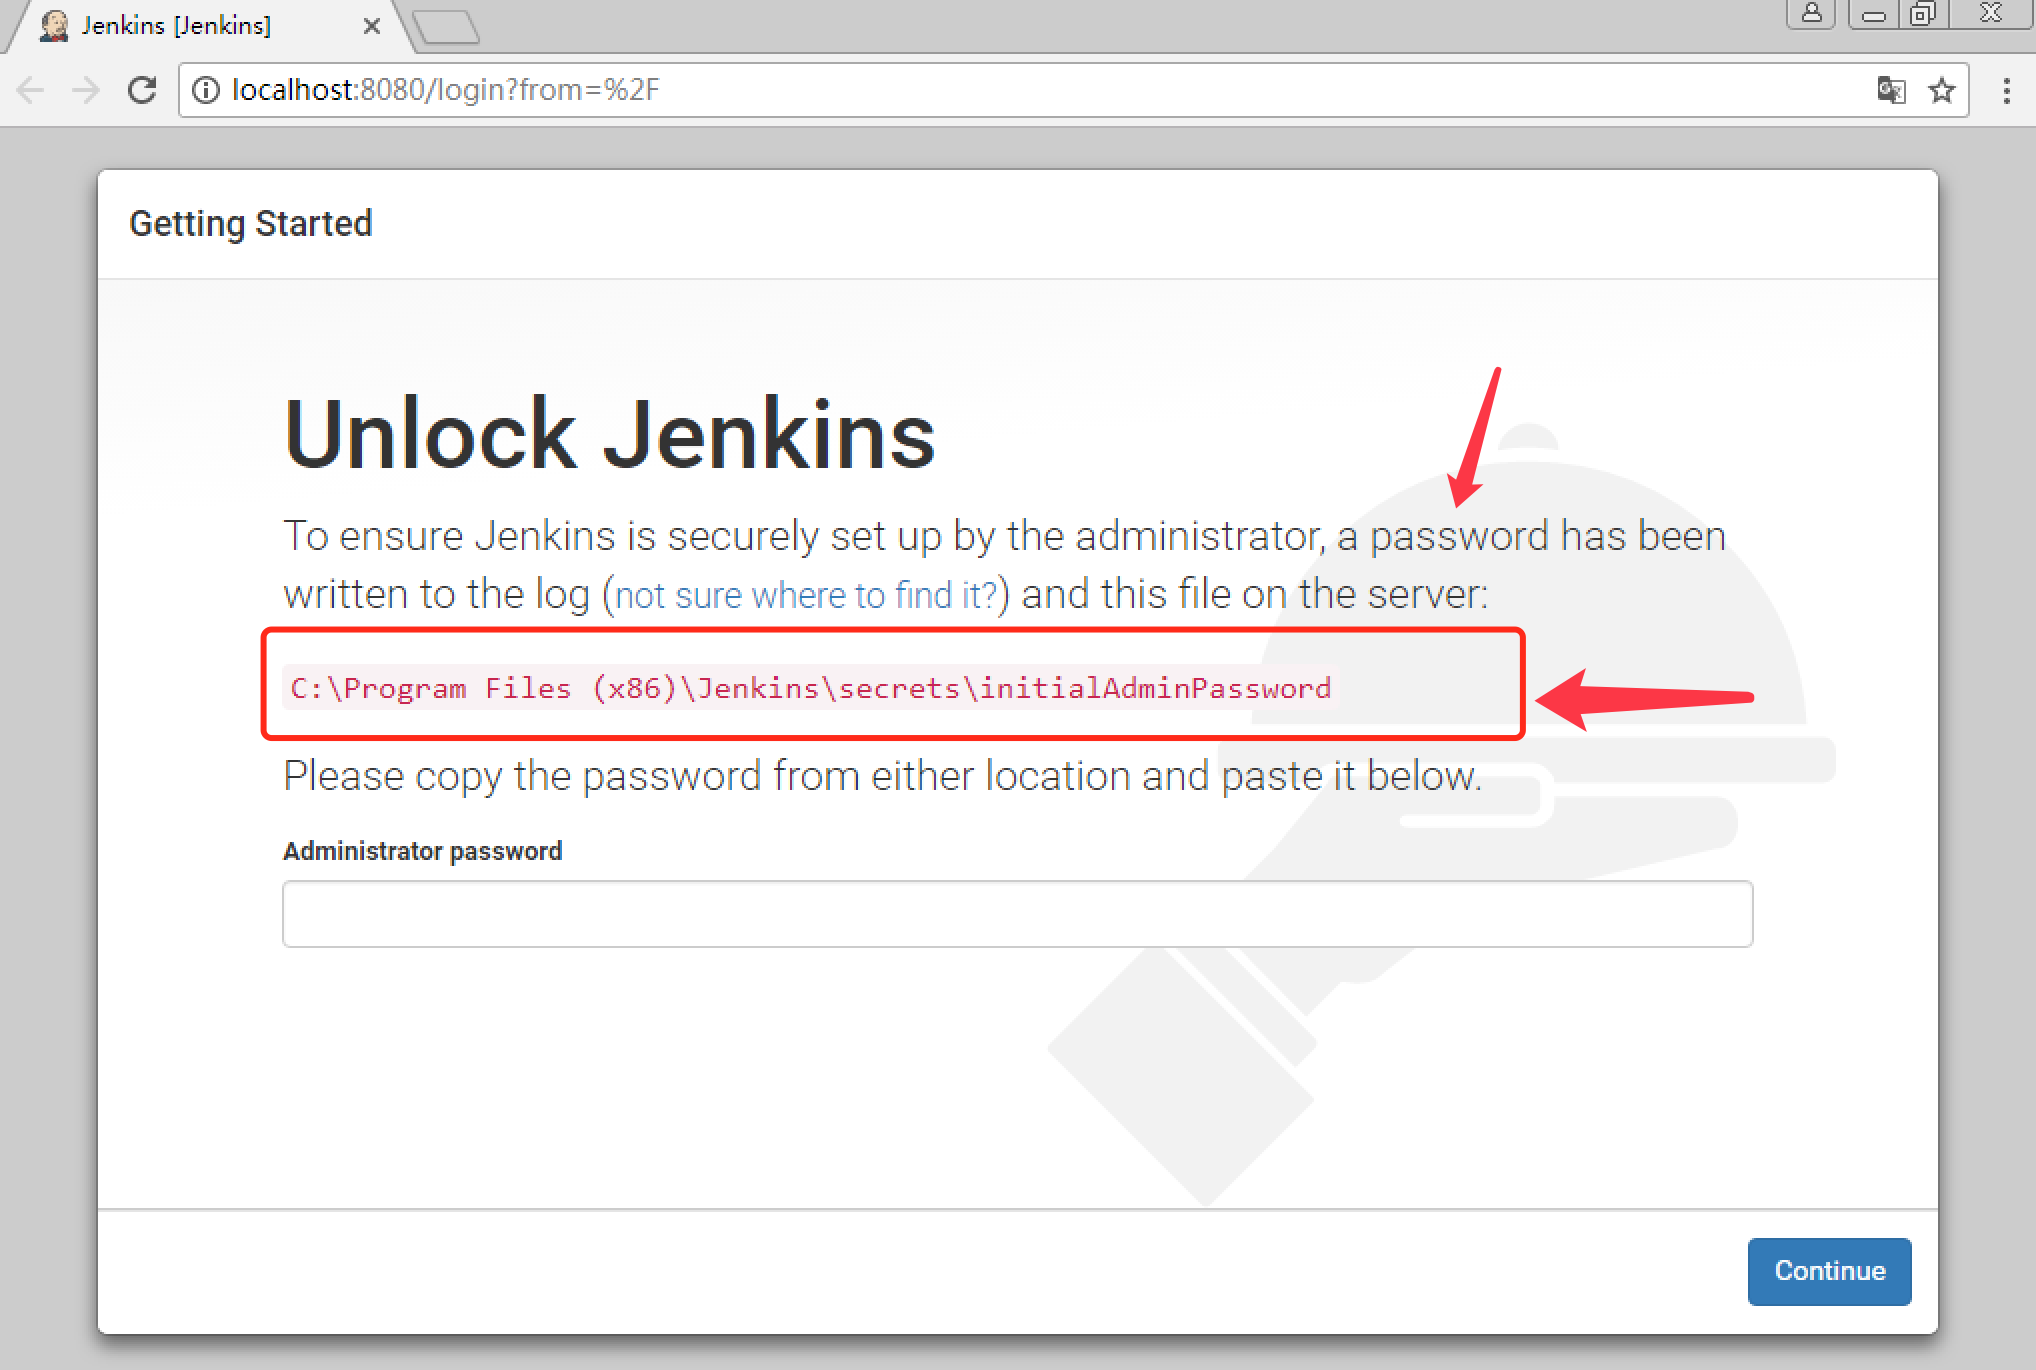 Jenkins [Jenkins]
localhost:8080/login?from=%2F
Getting Started
Unlock Jenkins
To ensure Jenkins is securely set up by the administrator, a password has been
written to the log (not sure where to find it?) and this file on the server:
C:\Program Files (x86)\Jenkins\secrets\initialAdminPassword
Please copy the password from either location and paste it below.
Administrator password
Continue